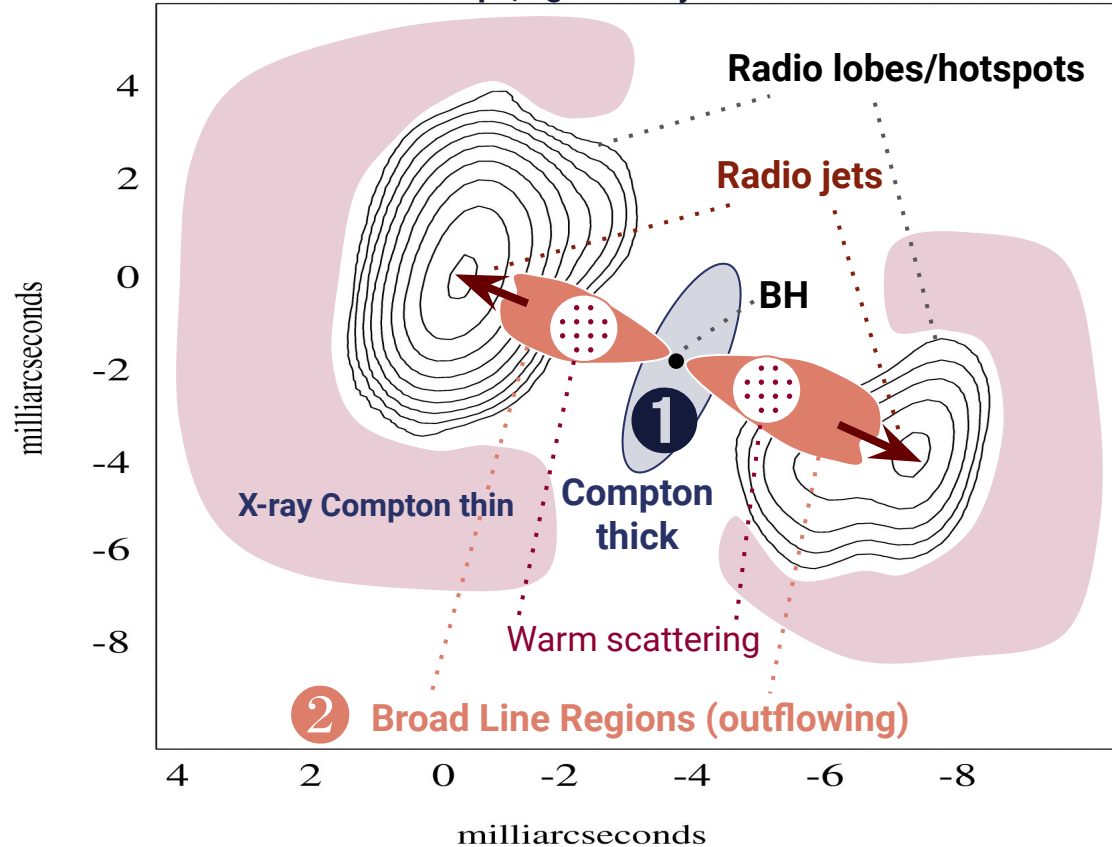 Radio lobes/hotspots
Radio jets
BH
1
X-ray Compton thin
Compton
thick
Warm scattering
2 Broad Line Regions (outflowing)
milliarcseconds
4
2
0
-2
-4
-6
-8
4 2 0 -2 -4 -6 -8
milliarcseconds